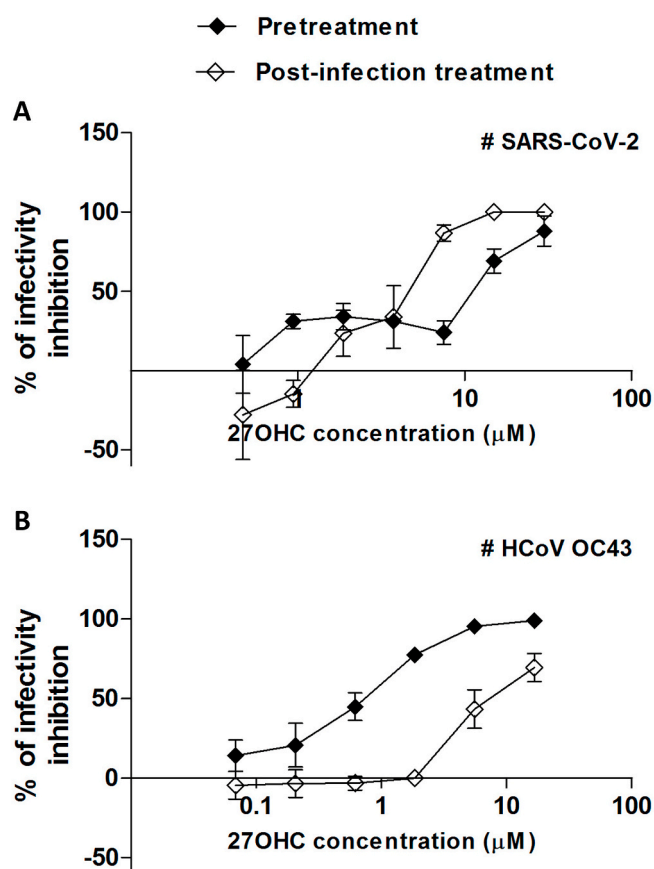 Pretreatment
Post-infection treatment
A
# SARS-CoV-2
% of infectivity
inhibition
150
100
50
-50
1
10
100
27OHC concentration (μM)
B
# HCoV OC43
% of infectivity
inhibition
150
100
50
0
-50
0.1
1
10
100
27OHC concentration (μM)